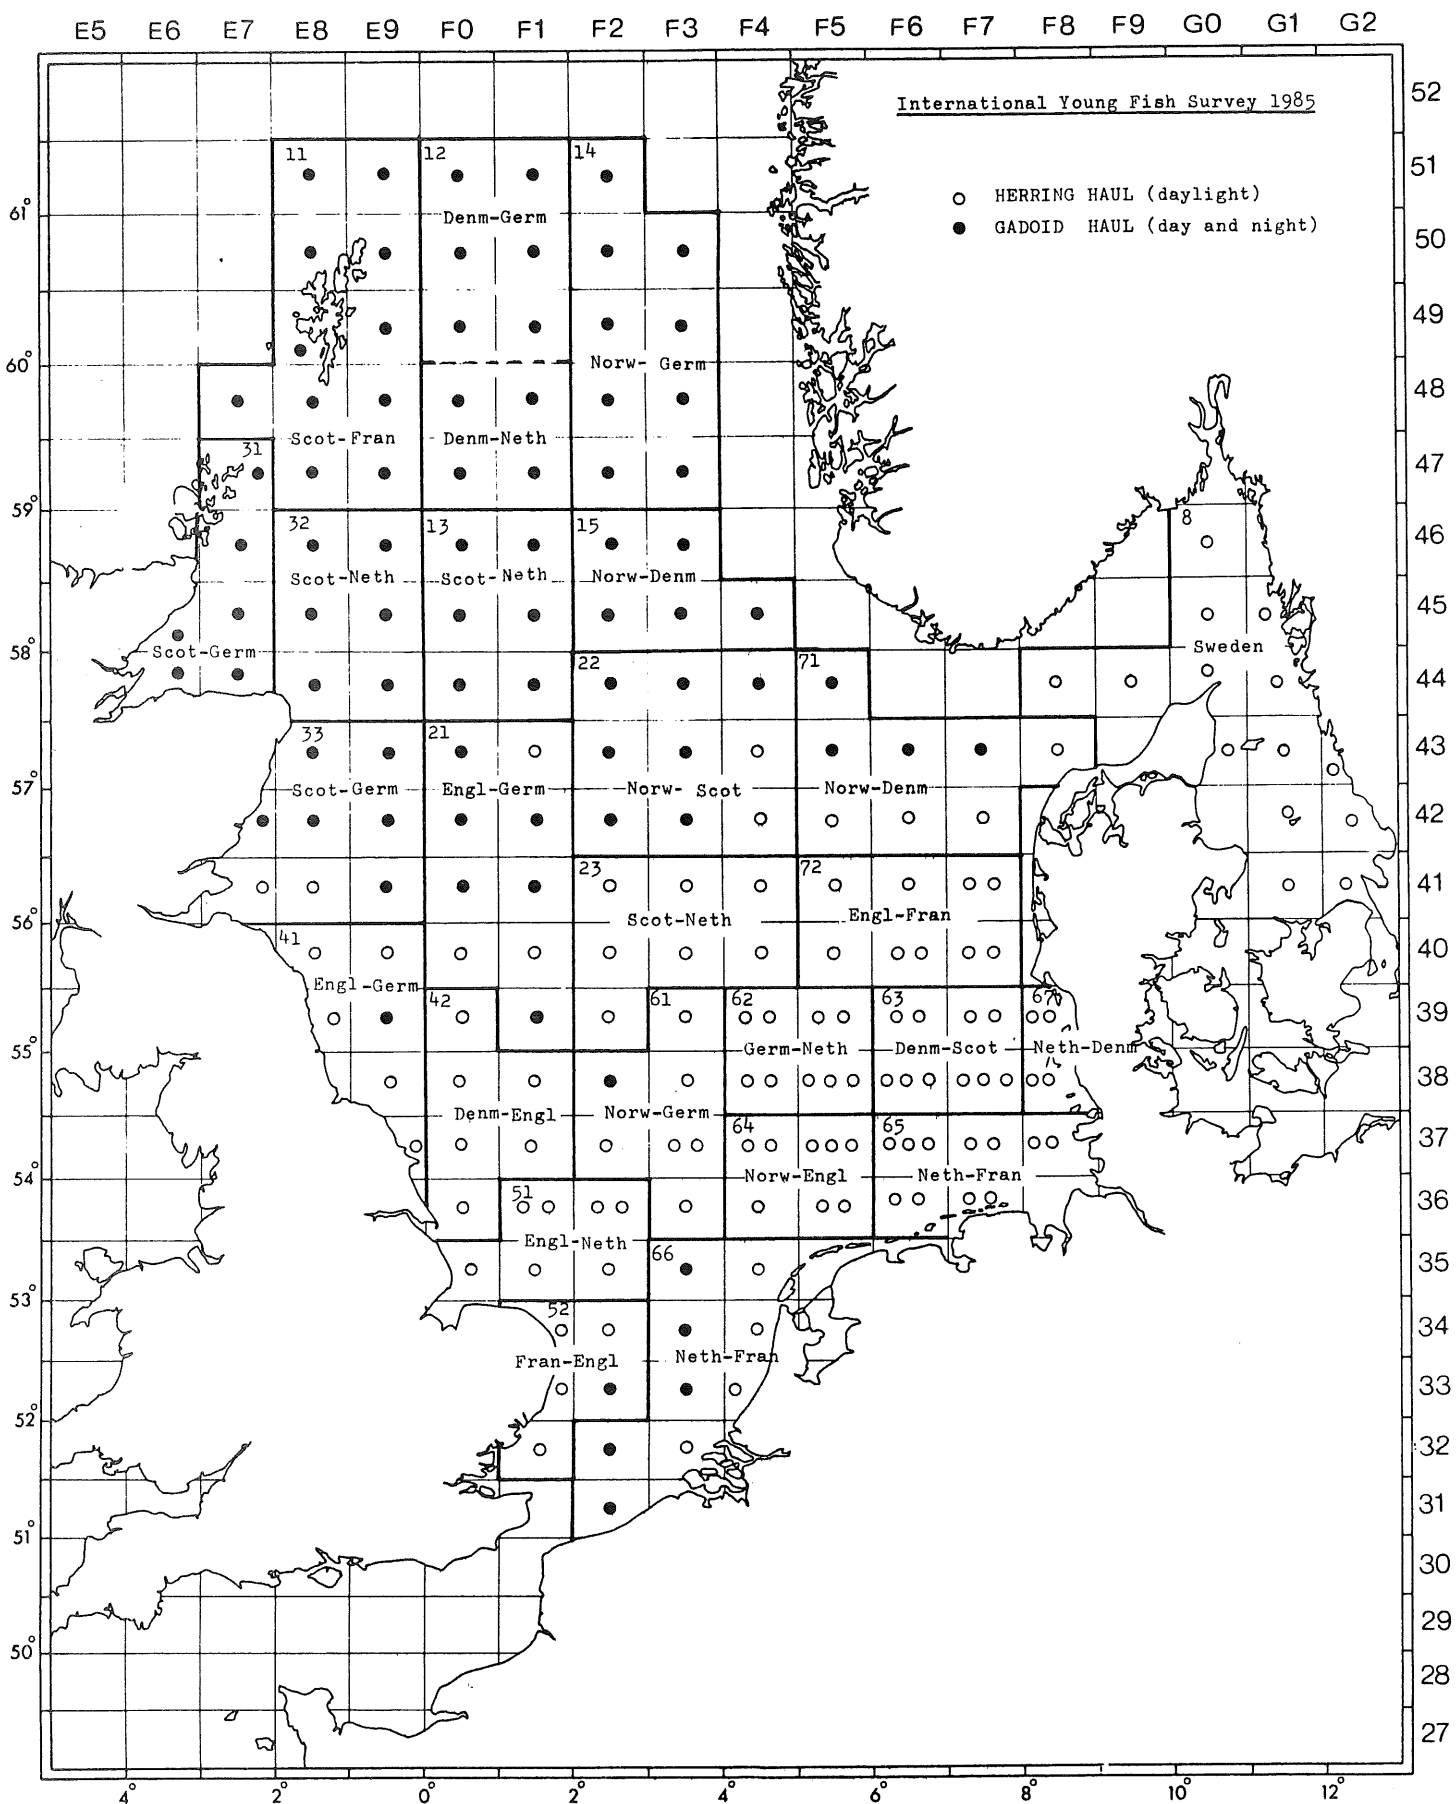 E5 E6 E7 E8 E9 F0 F1 F2 F3 F4 F5 F6 F7 F8 F9 G0 G1 G2
52
International Young Fish Survey 1985
11 12 14
51
HERRING HAUL (daylight)
61°
Denm-Germ
GADOID HAUL (day and night)
50
49
60°
Norw- Germ
48
Scot-Fran Denm-Neth
31
47
59°
32 13 15 8
46
Scot-Neth Scot-Neth Norw-Denm
45
58°
Scot-Germ Sweden
22 71
44
33 21
43
57°
Scot-Germ Engl-Germ Norw- Scot Norw-Denm
42
23 72
41
56°
Scot-Neth Engl-Fran
41
40
Engl-Germ
42 61 62 63 67
39
55°
Germ-Neth Denm-Scot Neth-Denm
38
Denm-Engl Norw-Germ
64 65
37
54°
Norw-Engl Neth-Fran
51
36
Engl-Neth
66
35
53°
52
34
Fran-Engl Neth-Fran
33
52°
32
31
51°
30
29
50°
28
27
4° 2° 0° 2° 4° 6° 8° 10° 12°